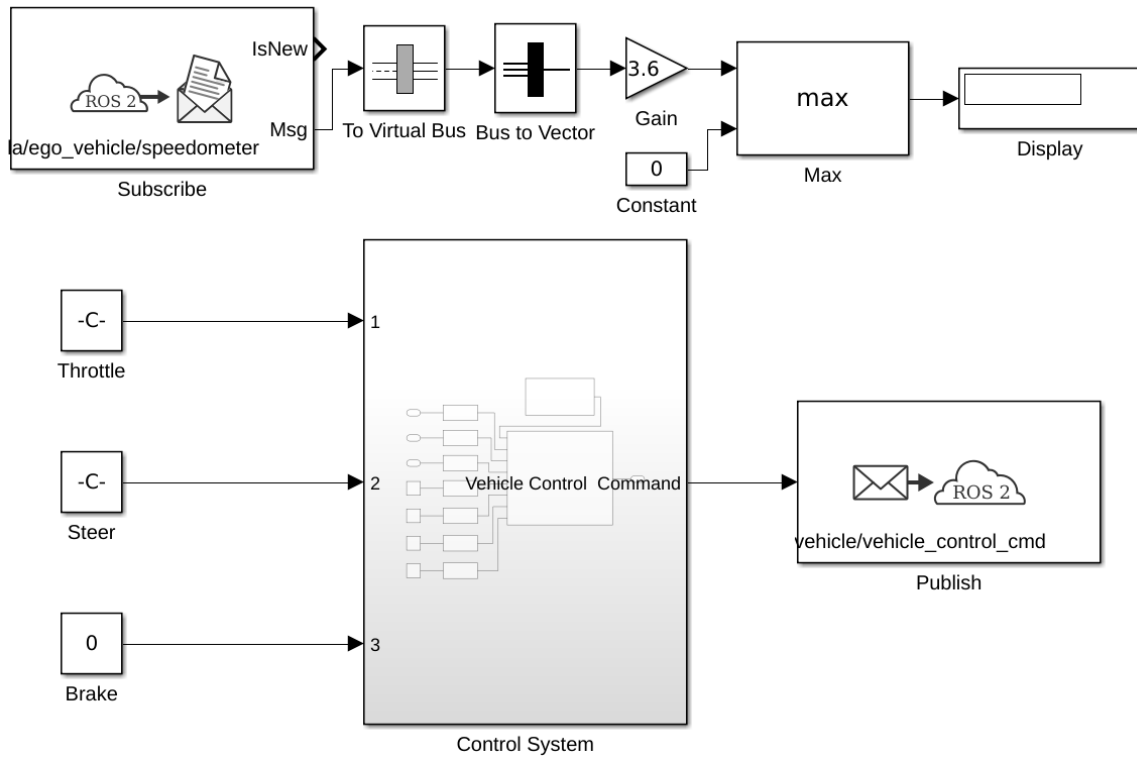 IsNew
ROS 2
Msg
la/ego_vehicle/speedometer
Subscribe
To Virtual Bus
Bus to Vector
3.6
Gain
0
Constant
max
Max
Display
-C-
Throttle
1
-C-
Steer
2
Vehicle Control Command
0
Brake
3
Control System
ROS 2
vehicle/vehicle_control_cmd
Publish